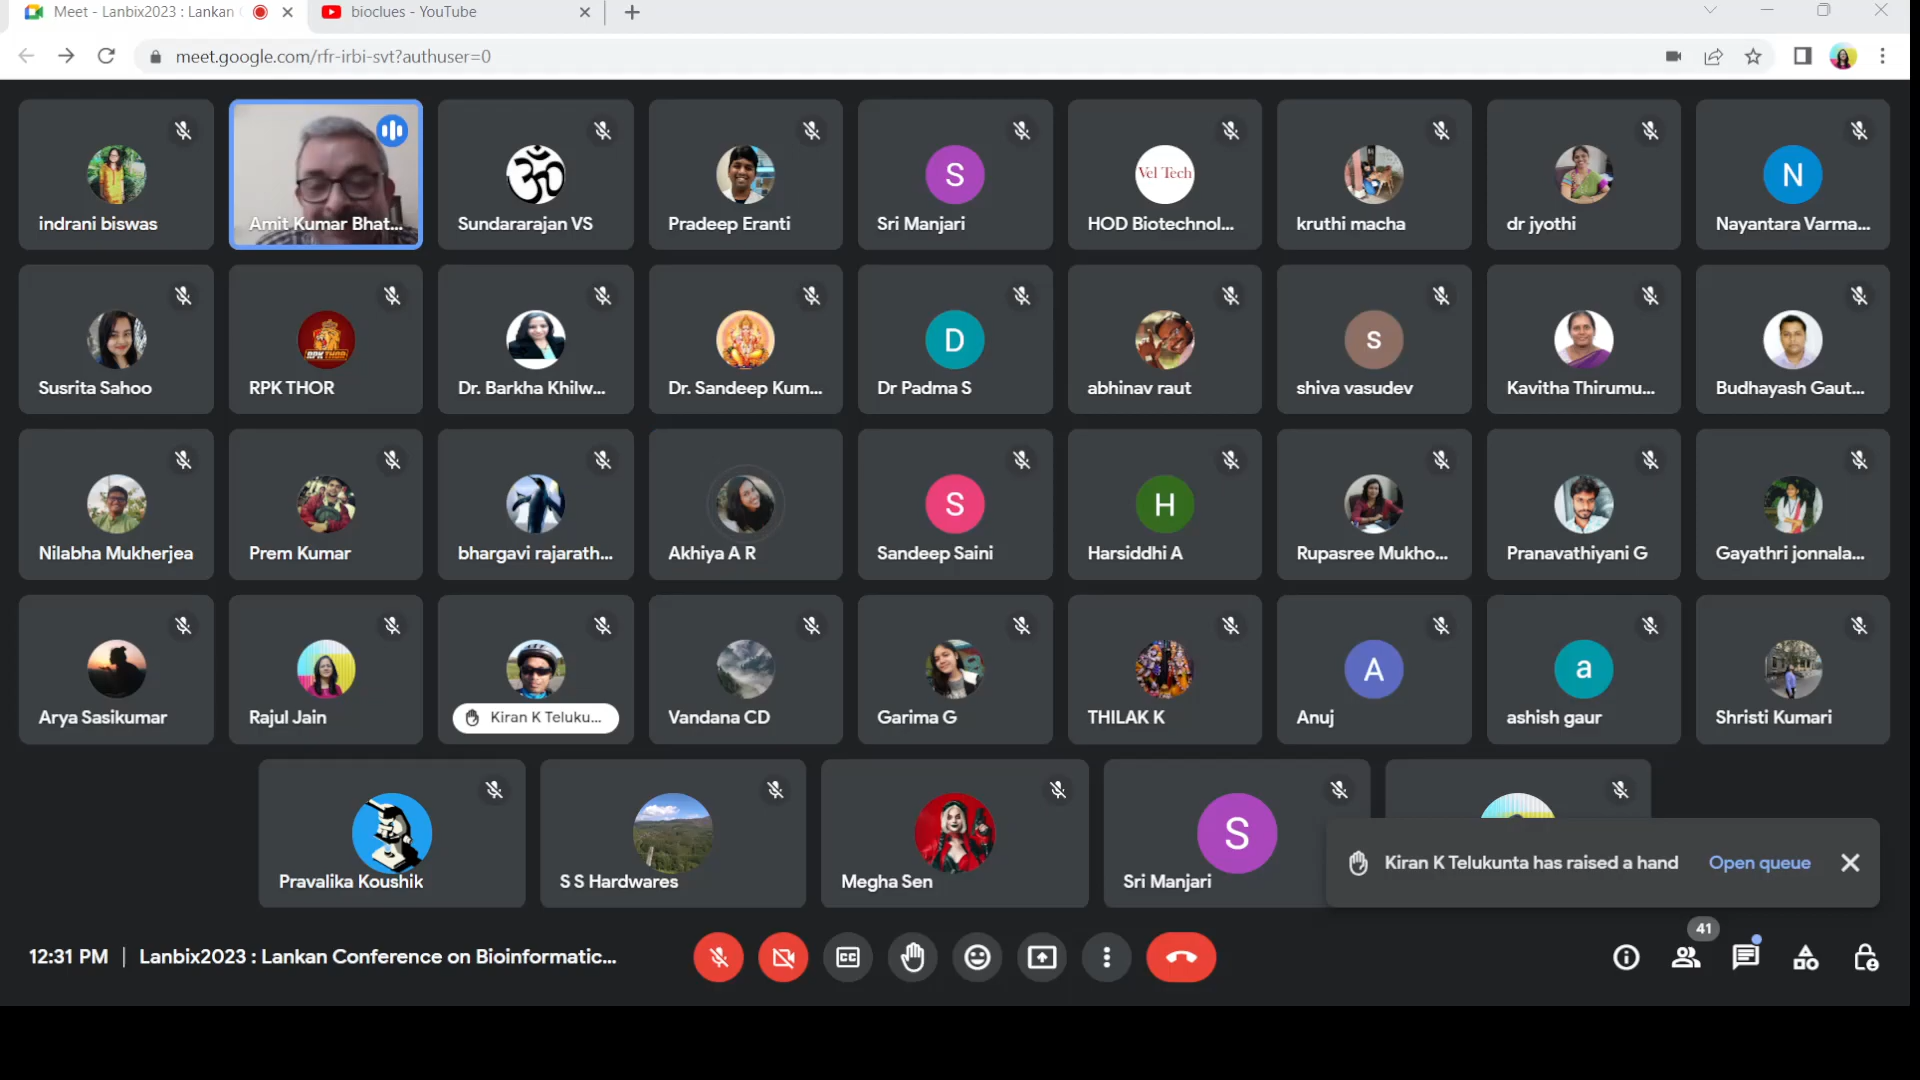 Meet - Lanbix2023 : Lankan
bioclues - YouTube
meet.google.com/rfr-irbi-svt?authuser=0
indrani biswas
Amit Kumar Bhat...
Sundararajan VS
Pradeep Eranti
S
Sri Manjari
Vel Tech
HOD Biotechnol...
kruthi macha
dr jyothi
N
Nayantara Varma...
Susrita Sahoo
RPK THOR
RPK THOR
Dr. Barkha Khilw...
Dr. Sandeep Kum...
D
Dr Padma S
abhinav raut
s
shiva vasudev
Kavitha Thirumu...
Budhayash Gaut...
Nilabha Mukherjea
Prem Kumar
bhargavi rajarath...
Akhiya A R
S
Sandeep Saini
H
Harsiddhi A
Rupasree Mukho...
Pranavathiyani G
Gayathri jonnala...
Arya Sasikumar
Rajul Jain
Kiran K Teluku...
Vandana CD
Garima G
THILAK K
A
Anuj
a
ashish gaur
Shristi Kumari
Pravalika Koushik
S S Hardwares
Megha Sen
S
Sri Manjari
Kiran K Telukunta has raised a hand
Open queue
12:31 PM | Lanbix2023 : Lankan Conference on Bioinformatic...
CC
41